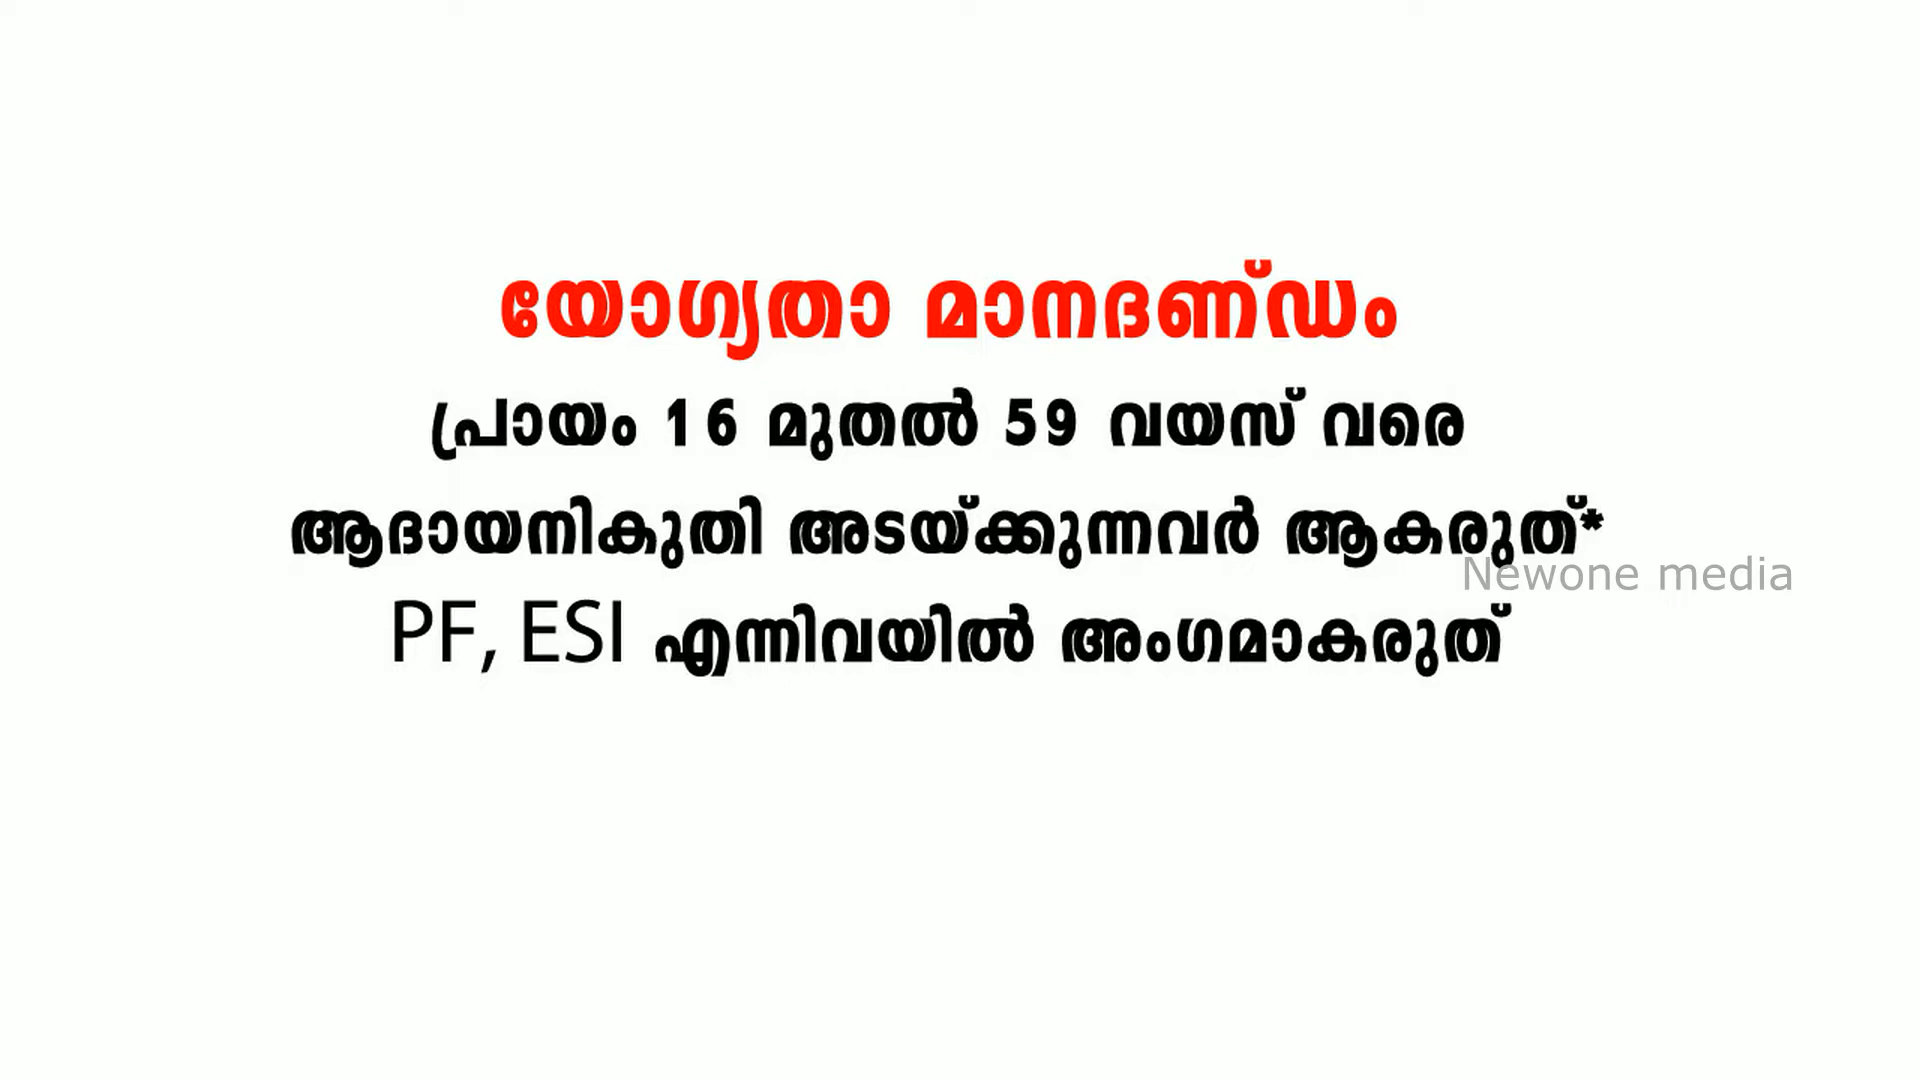 യോഗ്യതാ മാനദണ്ഡം
പ്രായം 16 മുതൽ 59 വയസ് വരെ
ആദായനികുതി അടയ്ക്കുന്നവർ ആകരുത്*
Newone media
PF, ESI എന്നിവയിൽ അംഗമാകരുത്